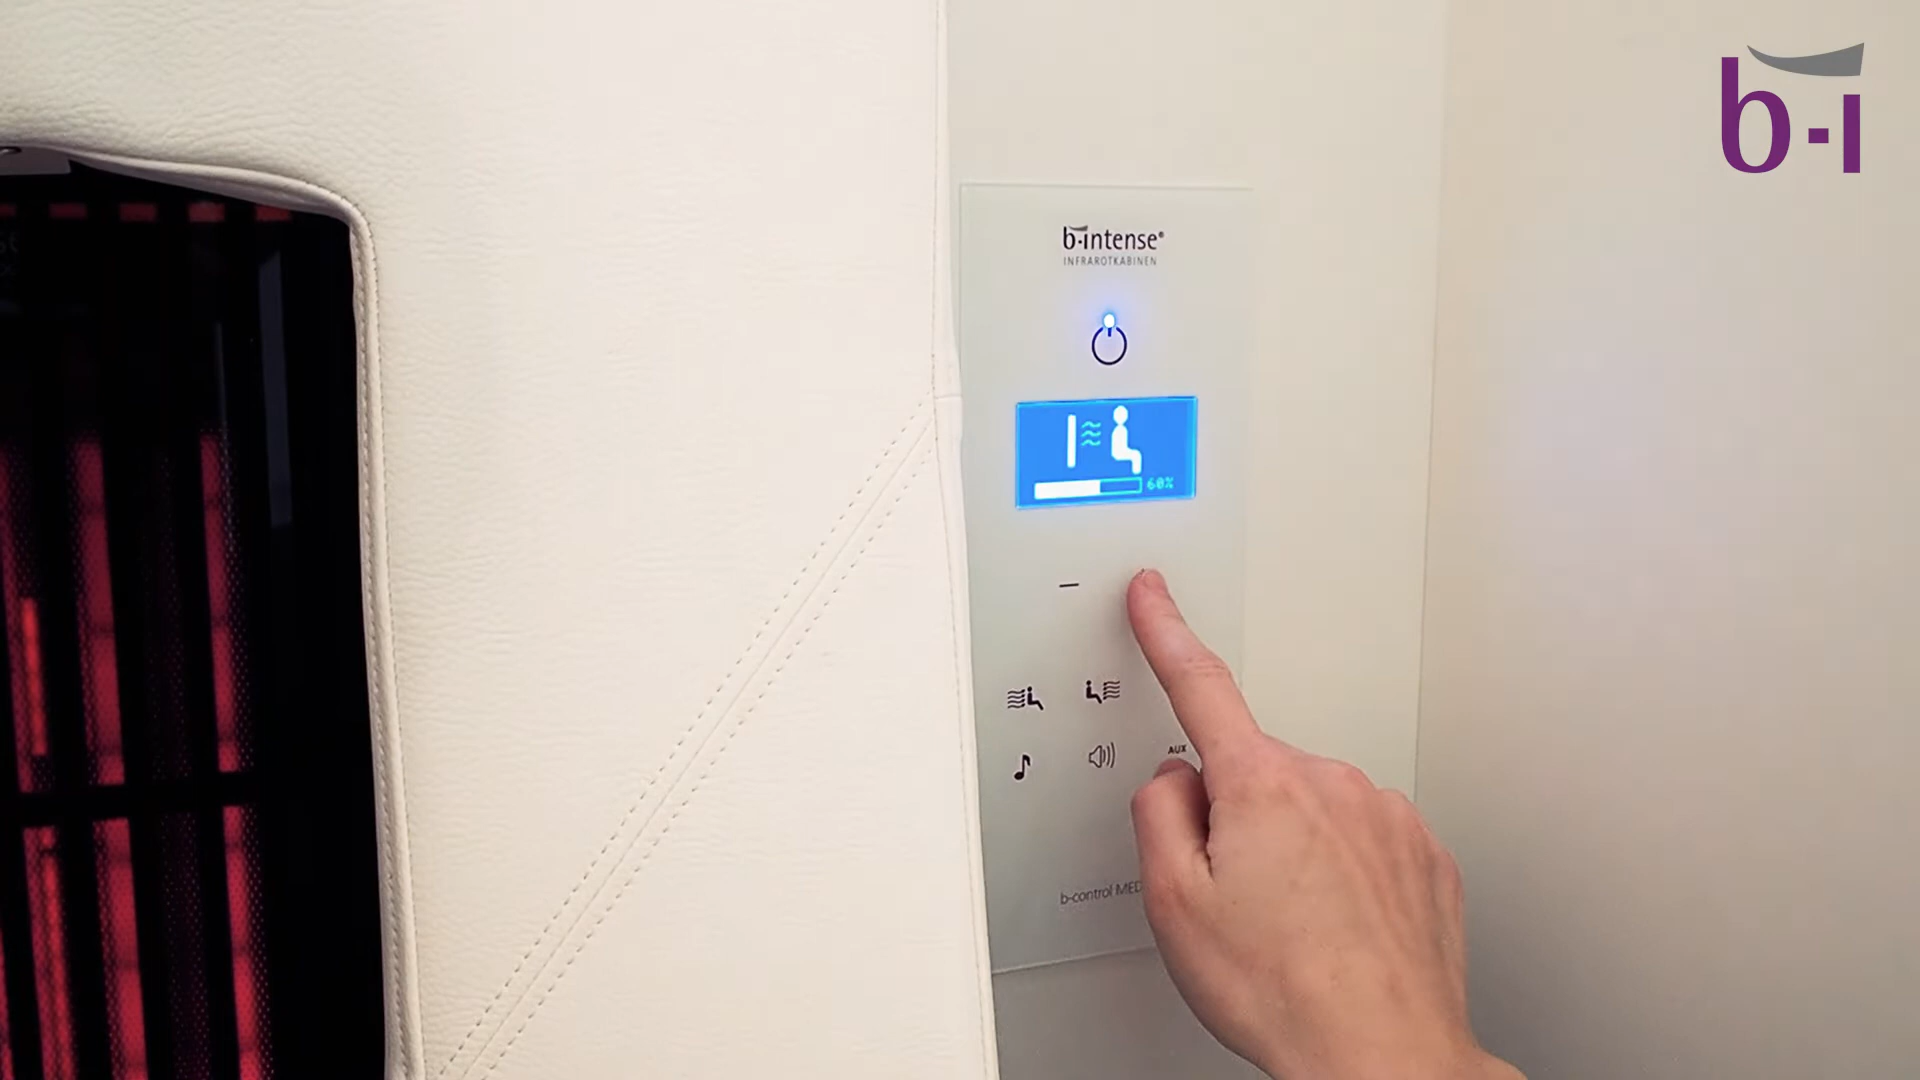 b-i
b-intense®
INFRAROTKABINEN
60%
AUX
b-control MED